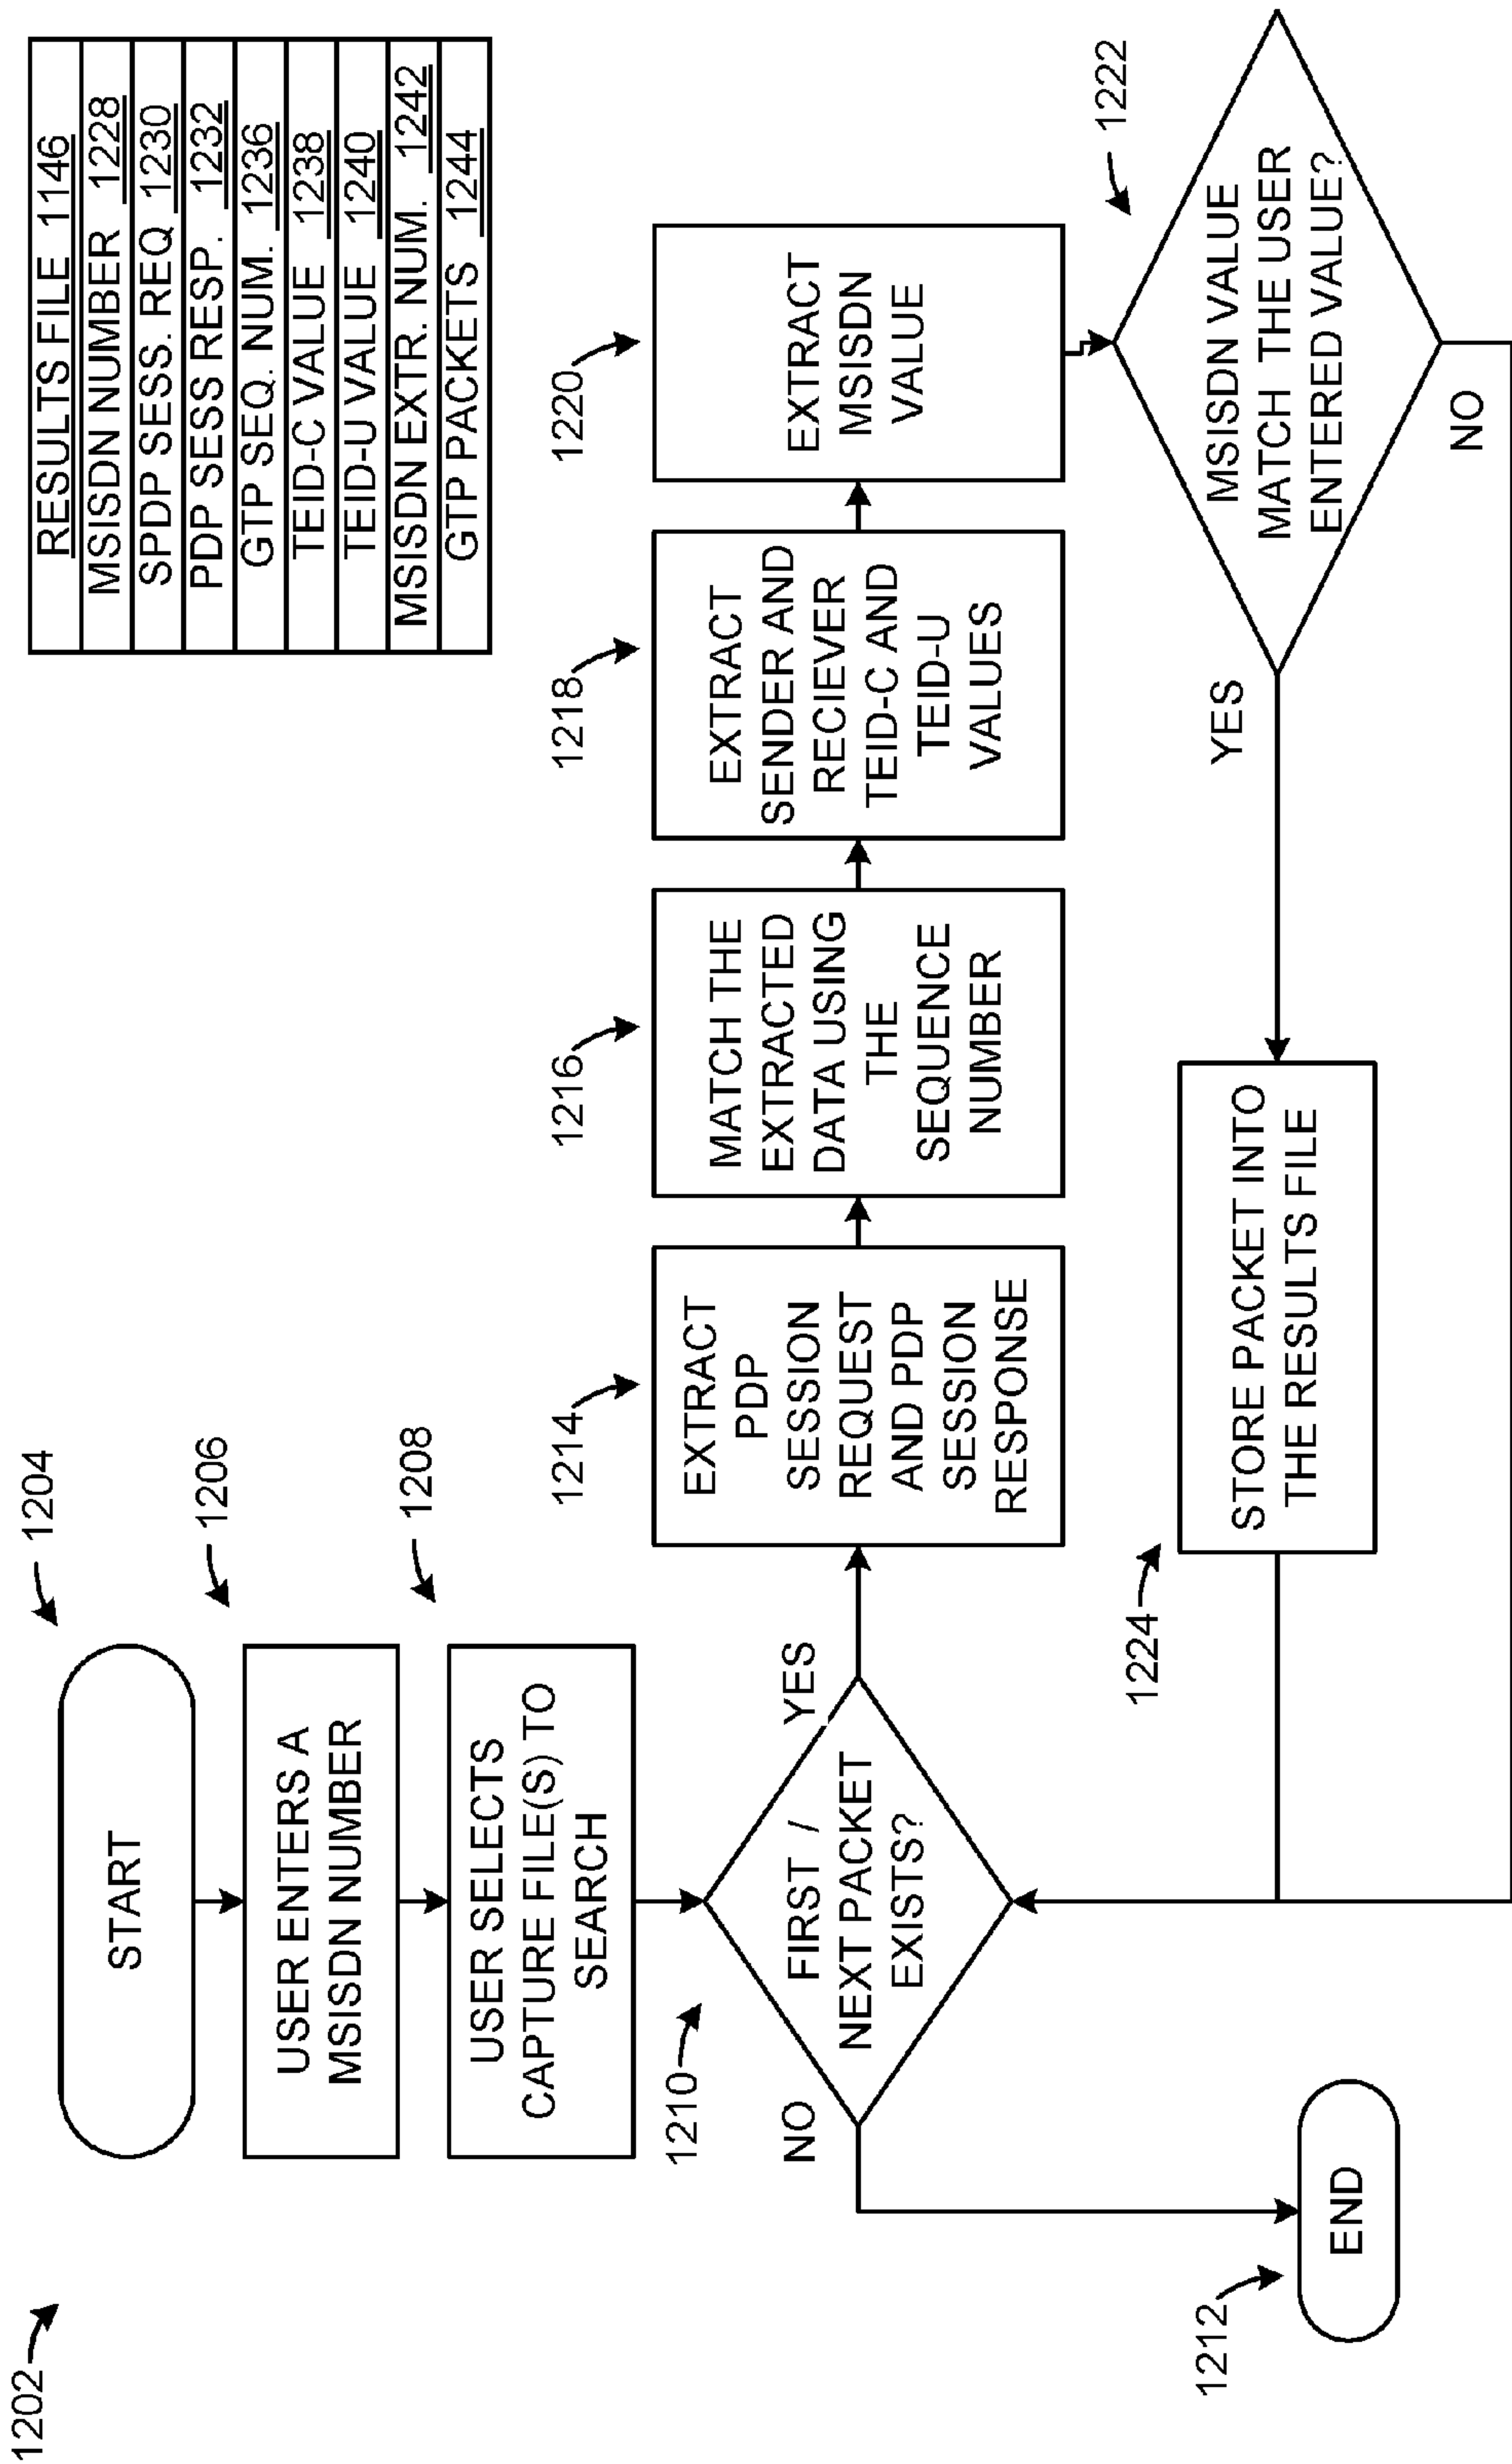 1202
1204
START
1206
USER ENTERS A
MSISDN NUMBER
1208
USER SELECTS
CAPTURE FILE(S) TO
SEARCH
1210
FIRST /
NEXT PACKET
EXISTS?
NO
YES
1212
END
1214
EXTRACT
PDP
SESSION
REQUEST
AND PDP
SESSION
RESPONSE
1216
MATCH THE
EXTRACTED
DATA USING
THE
SEQUENCE
NUMBER
1218
EXTRACT
SENDER AND
RECIEVER
TEID-C AND
TEID-U
VALUES
1220
EXTRACT
MSISDN
VALUE
1222
MSISDN VALUE
MATCH THE USER
ENTERED VALUE?
YES
NO
1224
STORE PACKET INTO
THE RESULTS FILE
RESULTS FILE 1146
MSISDN NUMBER 1228
SPDP SESS. REQ 1230
PDP SESS RESP. 1232
GTP SEQ. NUM. 1236
TEID-C VALUE 1238
TEID-U VALUE 1240
MSISDN EXTR. NUM. 1242
GTP PACKETS 1244